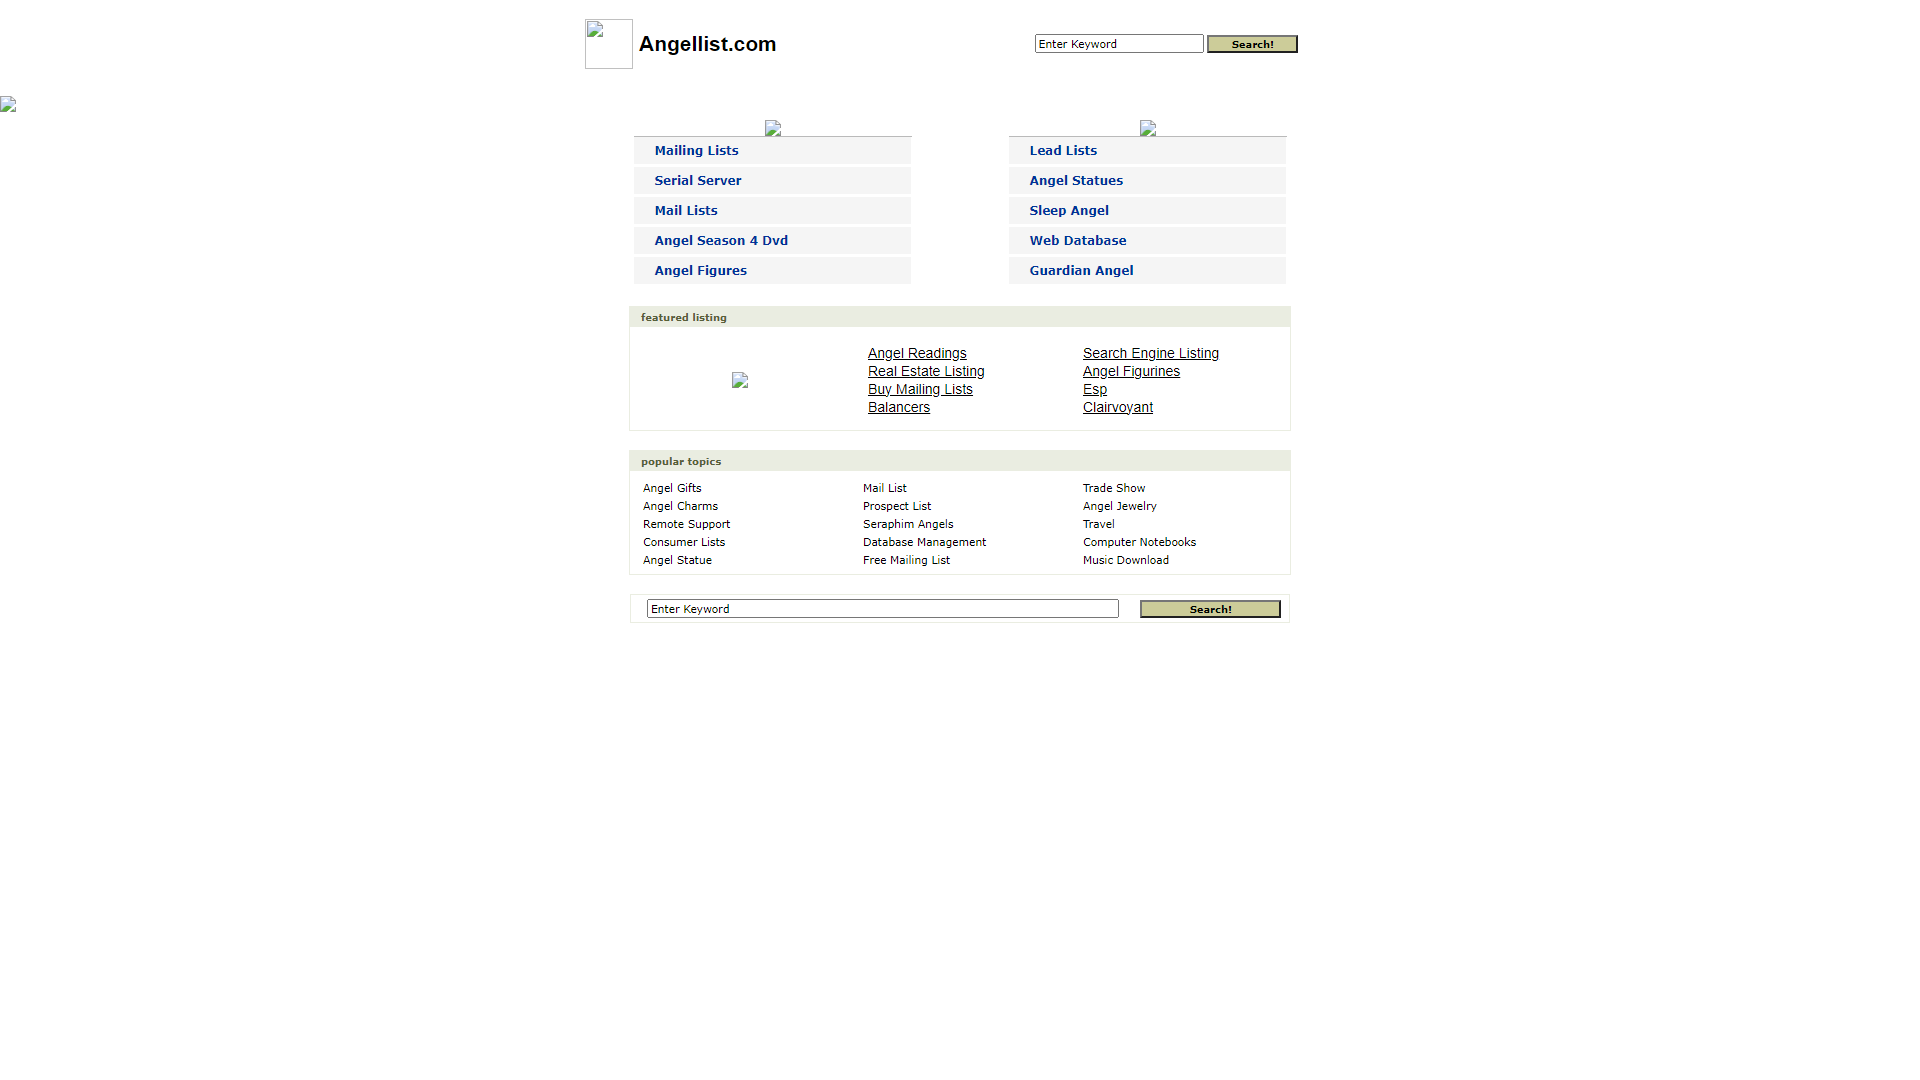 Angellist.com
Enter Keyword Search!
Mailing Lists
Serial Server
Mail Lists
Angel Season 4 Dvd
Angel Figures
Lead Lists
Angel Statues
Sleep Angel
Web Database
Guardian Angel
featured listing
Angel Readings
Real Estate Listing
Buy Mailing Lists
Balancers
Search Engine Listing
Angel Figurines
Esp
Clairvoyant
popular topics
Angel Gifts
Angel Charms
Remote Support
Consumer Lists
Angel Statue
Mail List
Prospect List
Seraphim Angels
Database Management
Free Mailing List
Trade Show
Angel Jewelry
Travel
Computer Notebooks
Music Download
Enter Keyword Search!